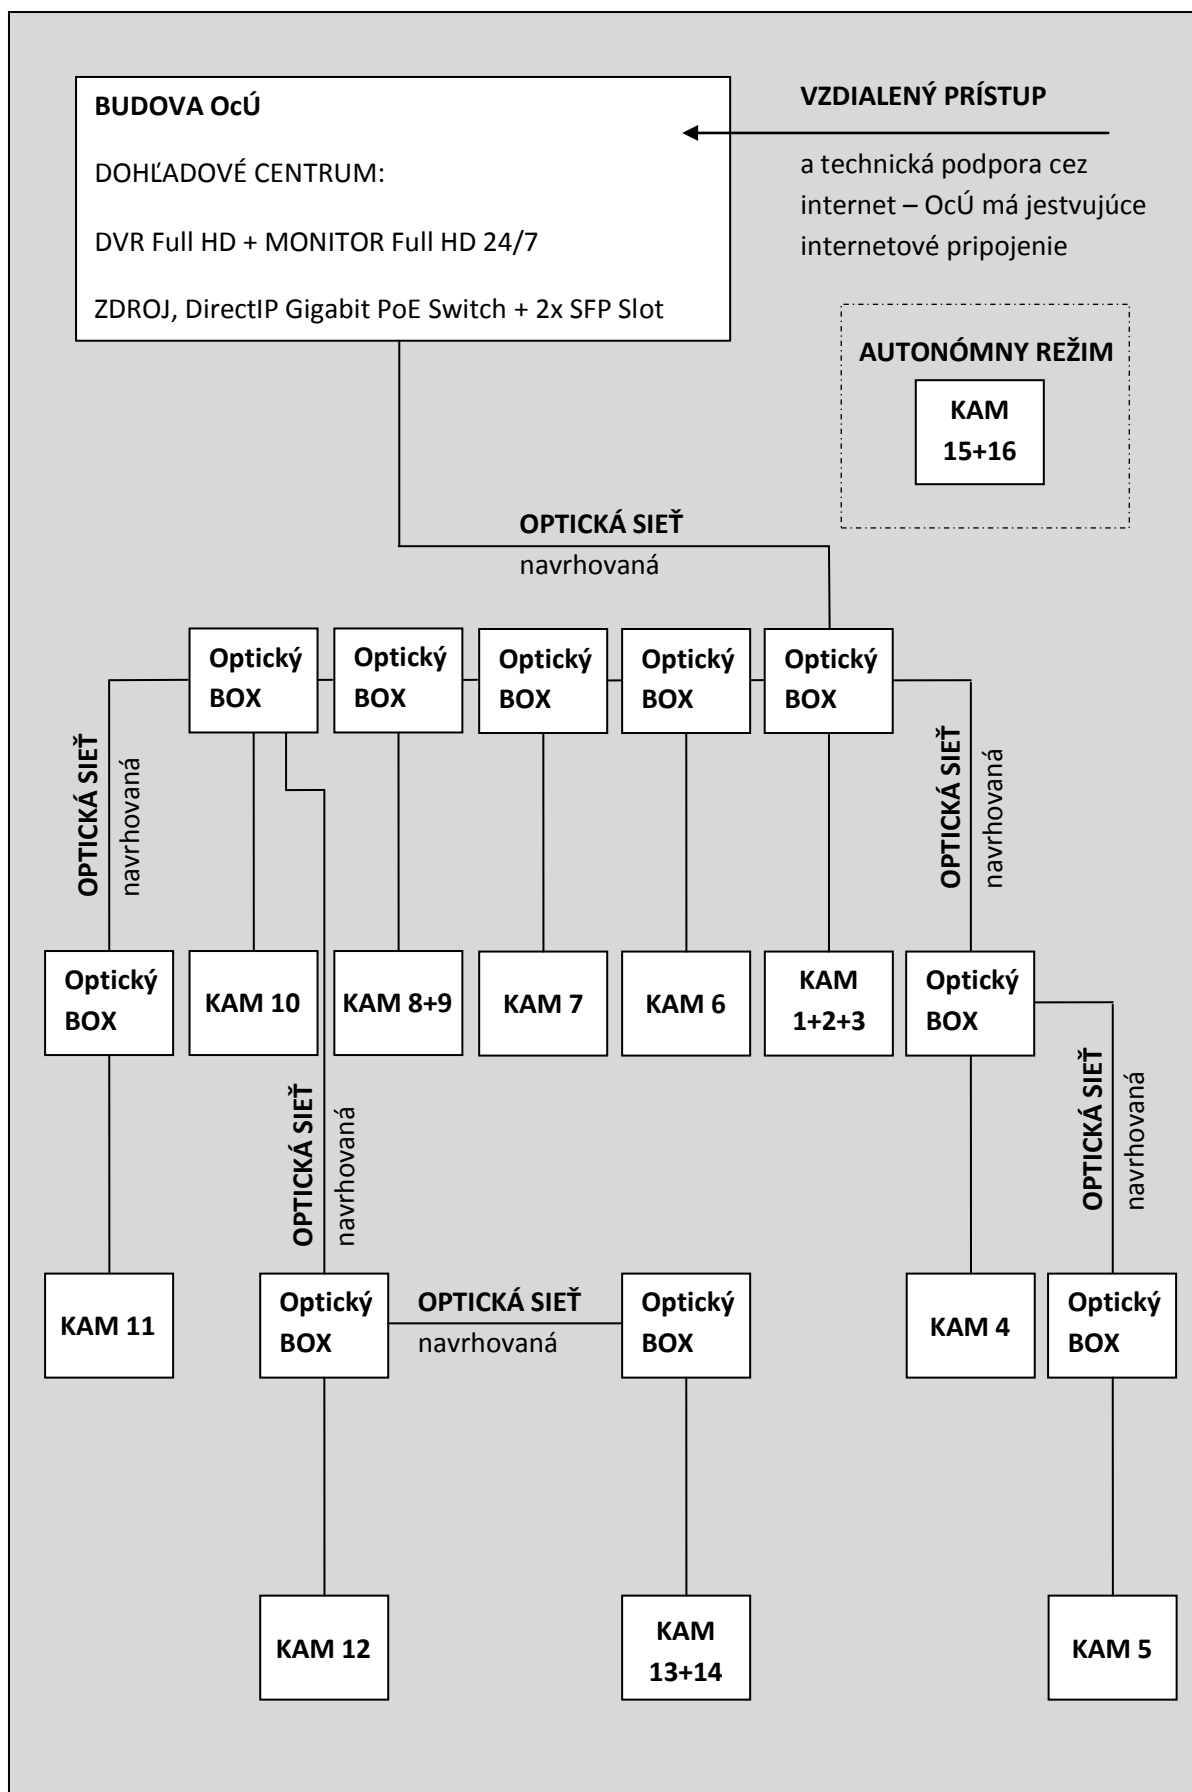 BUDOVA OcÚ
DOHĽADOVÉ CENTRUM:
DVR Full HD + MONITOR Full HD 24/7
ZDROJ, DirectIP Gigabit PoE Switch + 2x SFP Slot
VZDIALENÝ PRÍSTUP
a technická podpora cez
internet – OcÚ má jestvujúce
internetové pripojenie
AUTONÓMNY REŽIM
KAM
15+16
OPTICKÁ SIEŤ
navrhovaná
Optický
BOX
Optický
BOX
Optický
BOX
Optický
BOX
Optický
BOX
OPTICKÁ SIEŤ
navrhovaná
OPTICKÁ SIEŤ
navrhovaná
Optický
BOX
KAM 10
KAM 8+9
KAM 7
KAM 6
KAM
1+2+3
Optický
BOX
OPTICKÁ SIEŤ
navrhovaná
OPTICKÁ SIEŤ
navrhovaná
KAM 11
Optický
BOX
OPTICKÁ SIEŤ
navrhovaná
Optický
BOX
KAM 4
Optický
BOX
KAM 12
KAM
13+14
KAM 5